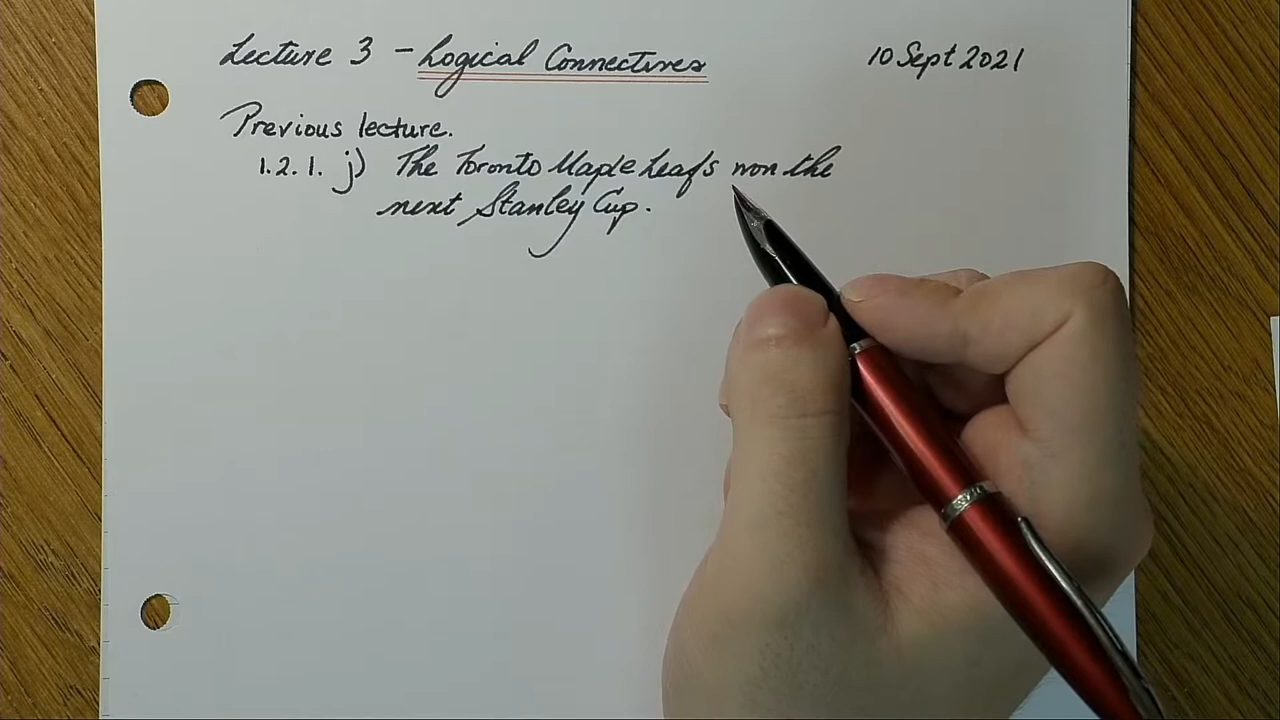 Lecture 3 - Logical Connectives 10 Sept 2021
Previous lecture.
1.2.1. j) The Toronto Maple Leafs won the
next Stanley Cup.